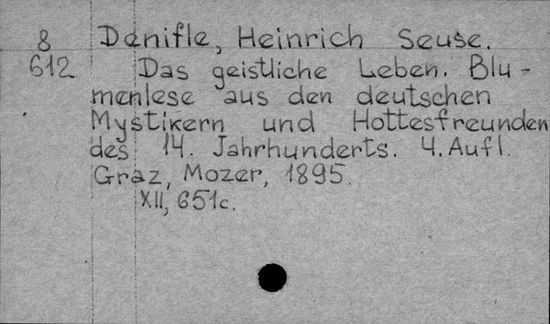 8 Denifle, Heinrich Seuse.
612 Das geistliche Leben. Blu-
menlese aus den deutschen
Mystikern und Hottesfreunden
des 14. Jahrhunderts. 4. Aufl.
Graz, Mozer, 1895.
XII, 651c.